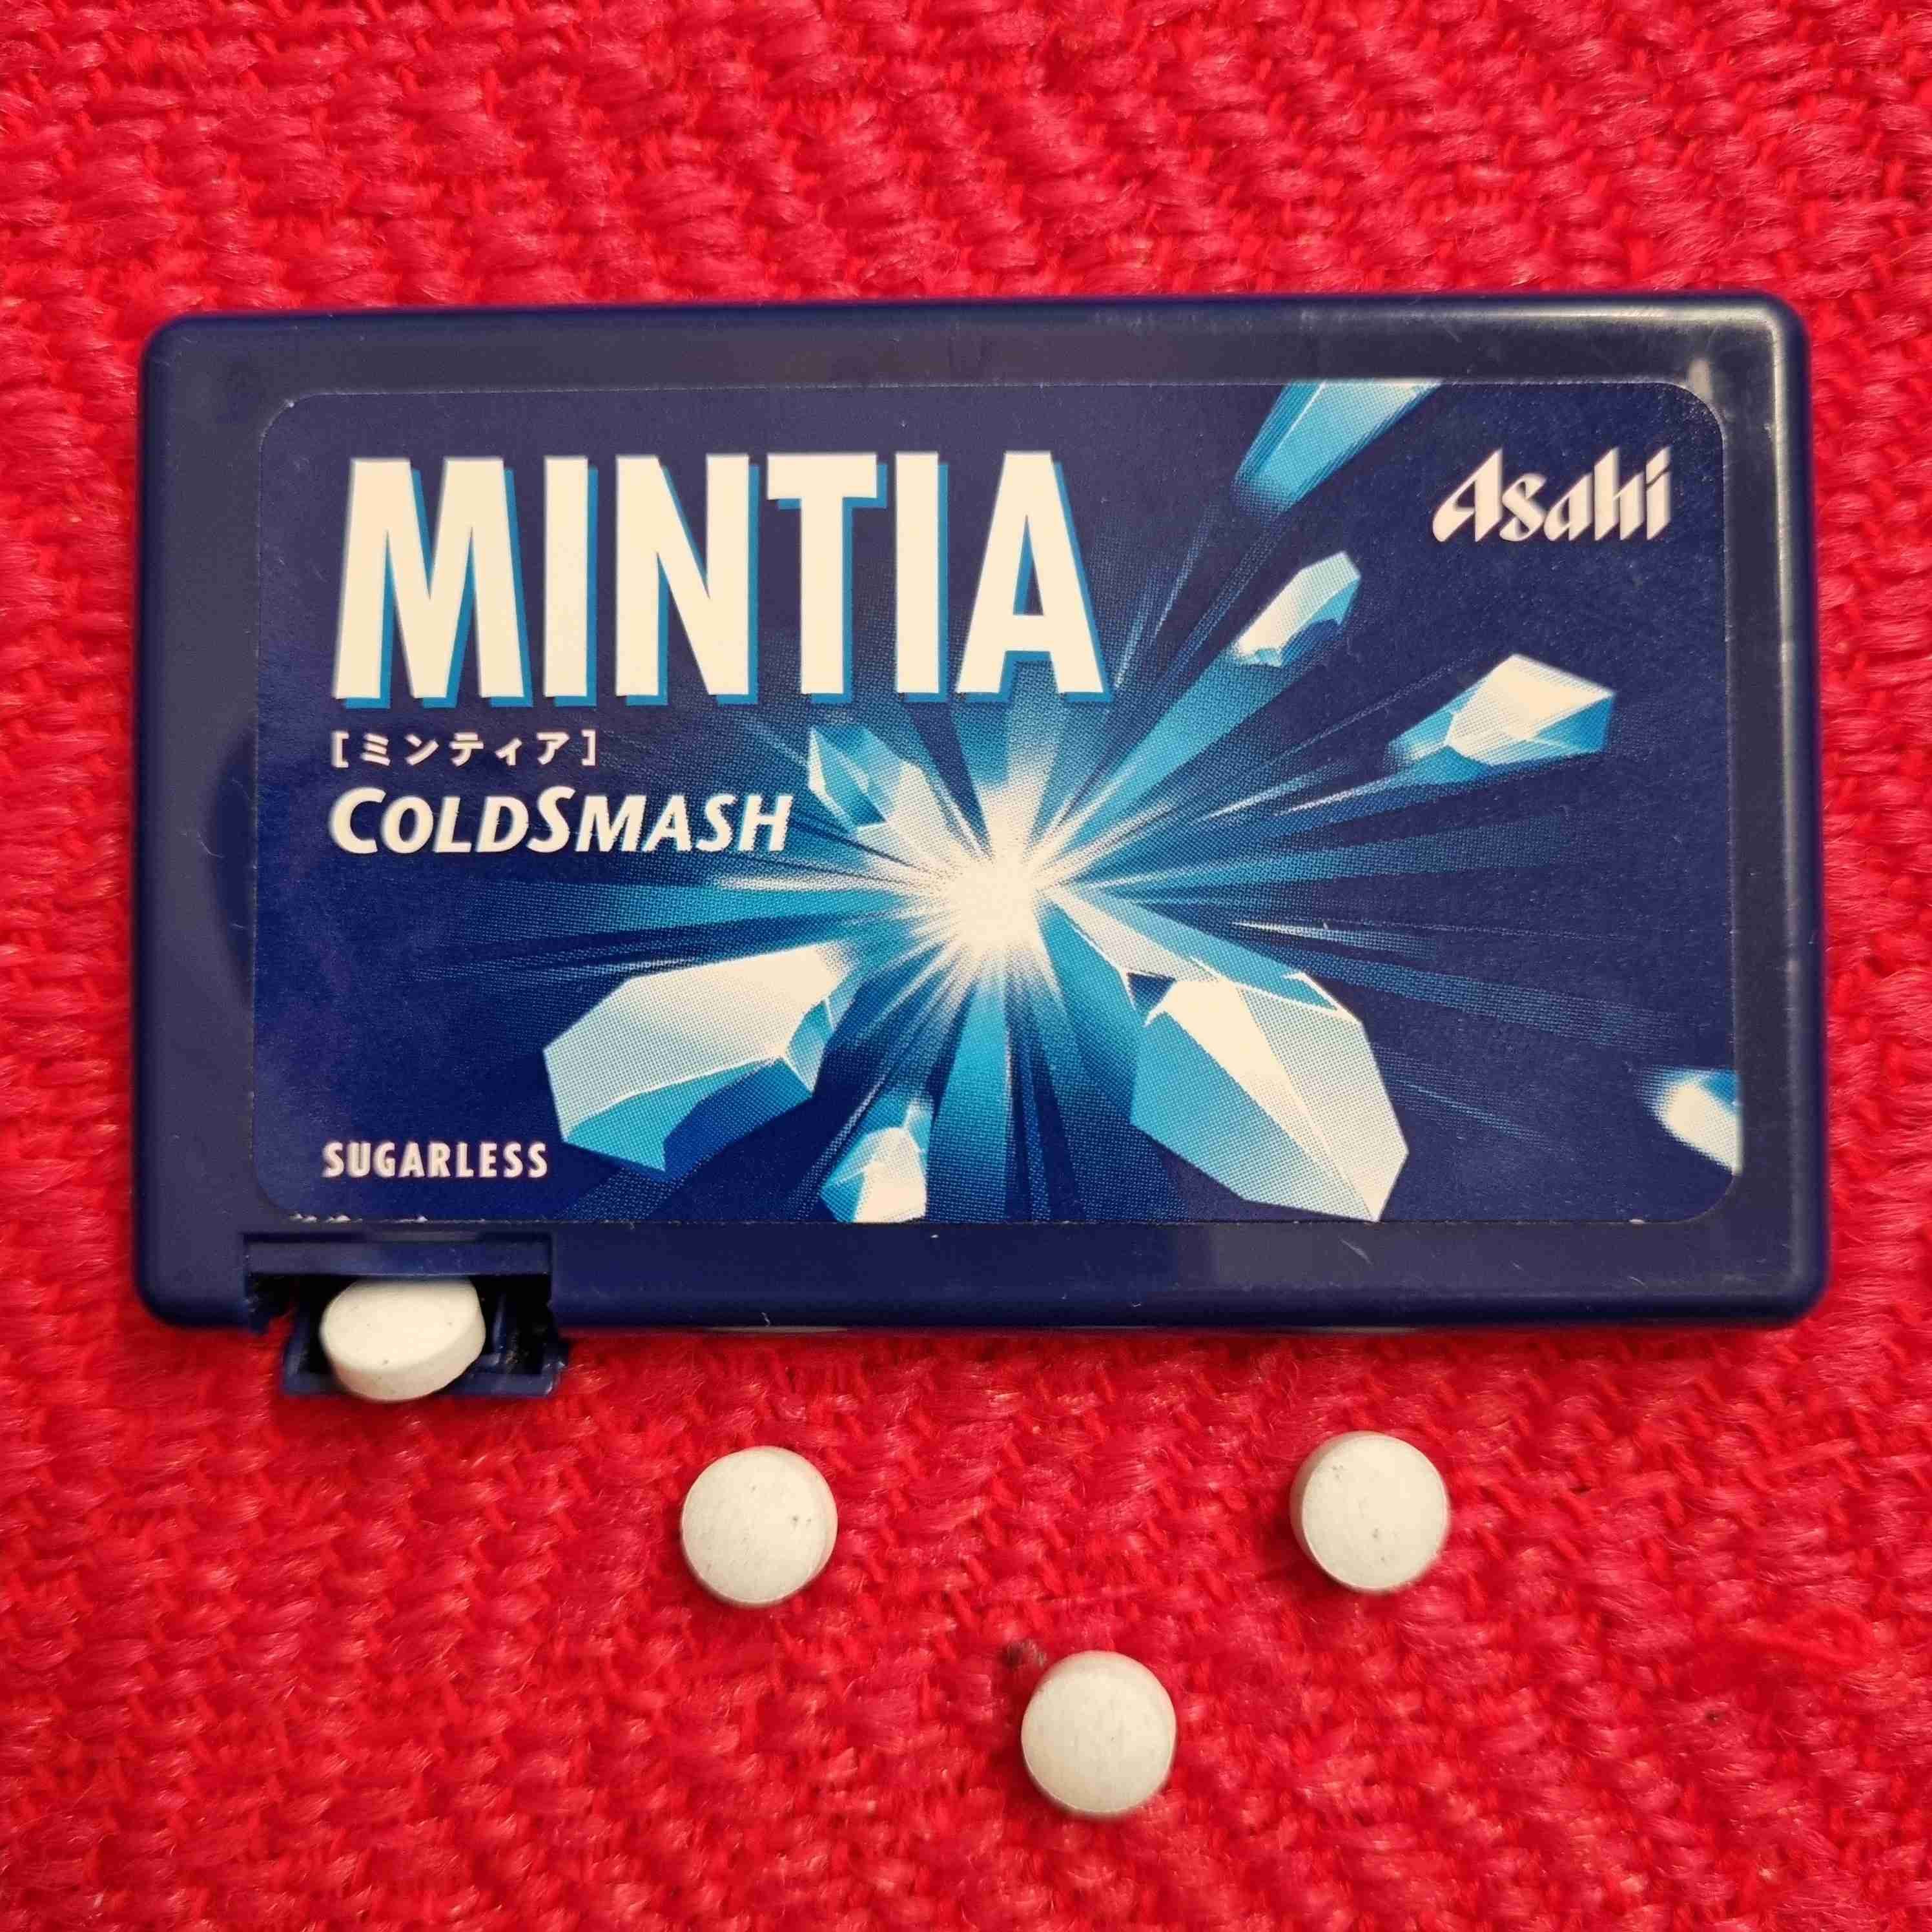 MINTIA
Asahi
[ミンティア]
COLDSMASH
SUGARLESS